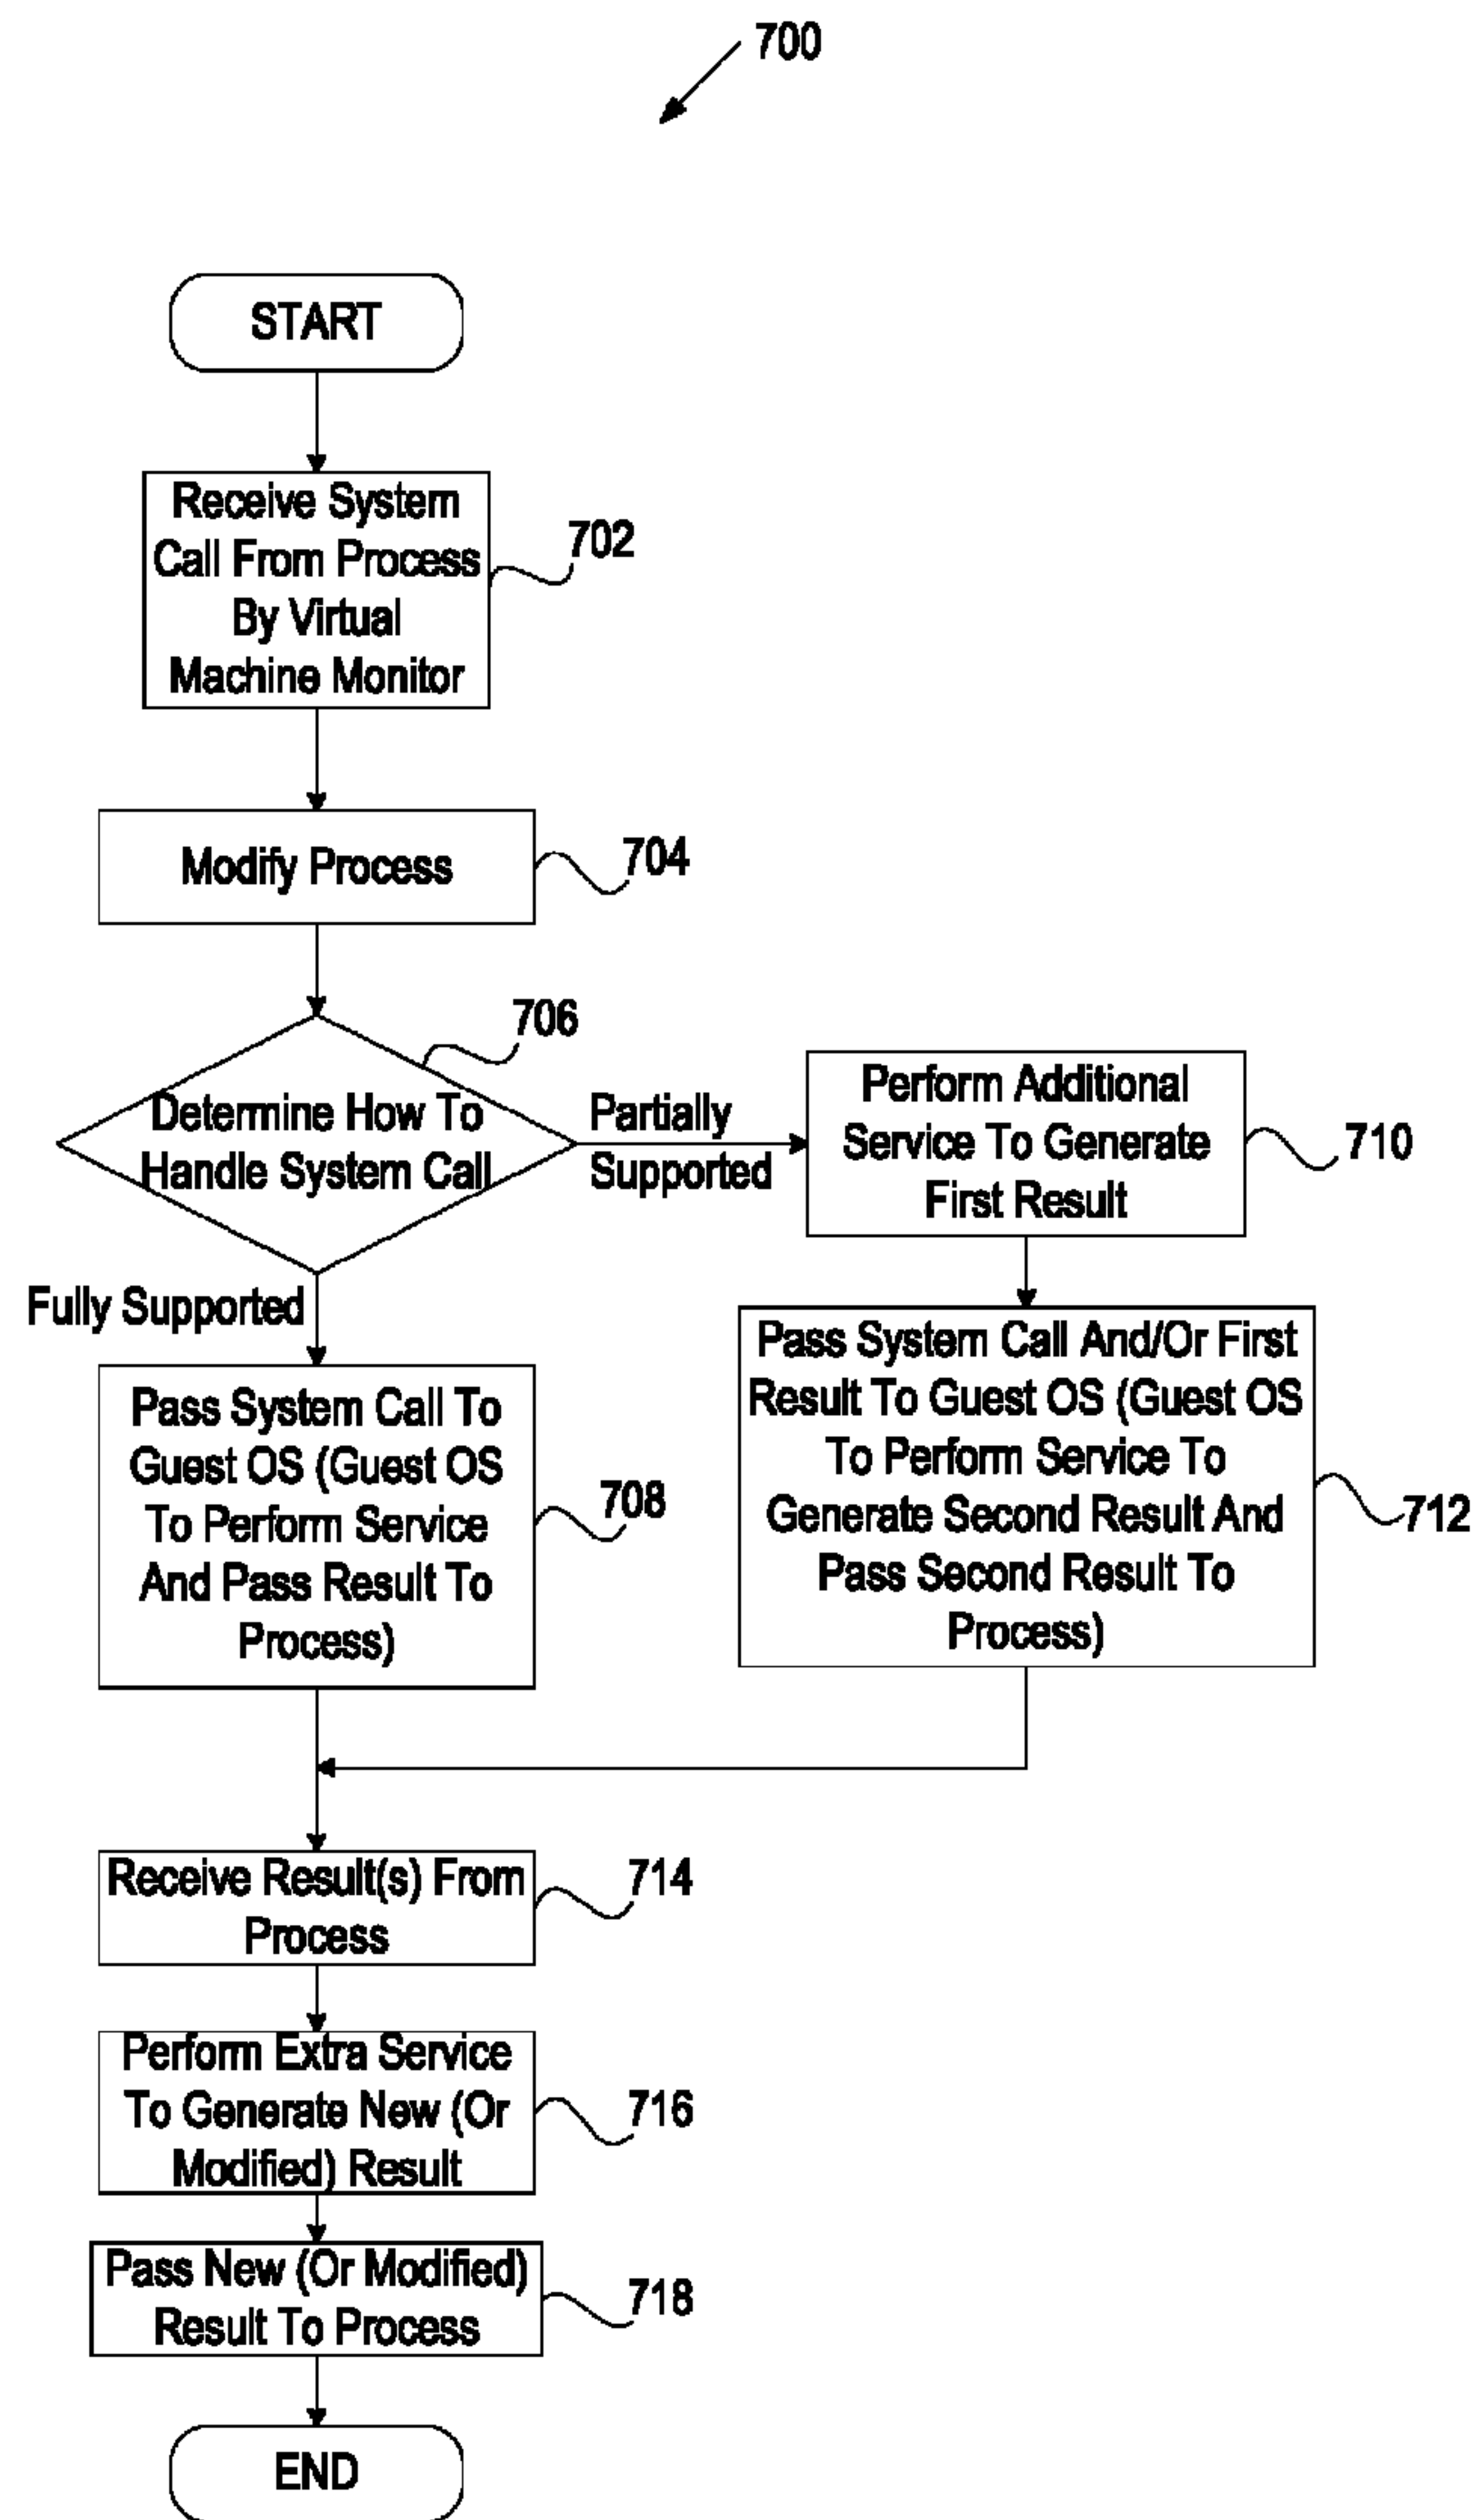 700
START
Receive System
Call From Process
By Virtual
Machine Monitor
702
Modify Process
704
706
Determine How To
Handle System Call
Partially
Supported
Perform Additional
Service To Generate
First Result
710
Fully Supported
Pass System Call To
Guest OS (Guest OS
To Perform Service
And Pass Result To
Process)
708
Pass System Call And/Or First
Result To Guest OS (Guest OS
To Perform Service To
Generate Second Result And
Pass Second Result To
Process)
712
Receive Result(s) From
Process
714
Perform Extra Service
To Generate New (Or
Modified) Result
716
Pass New (Or Modified)
Result To Process
718
END